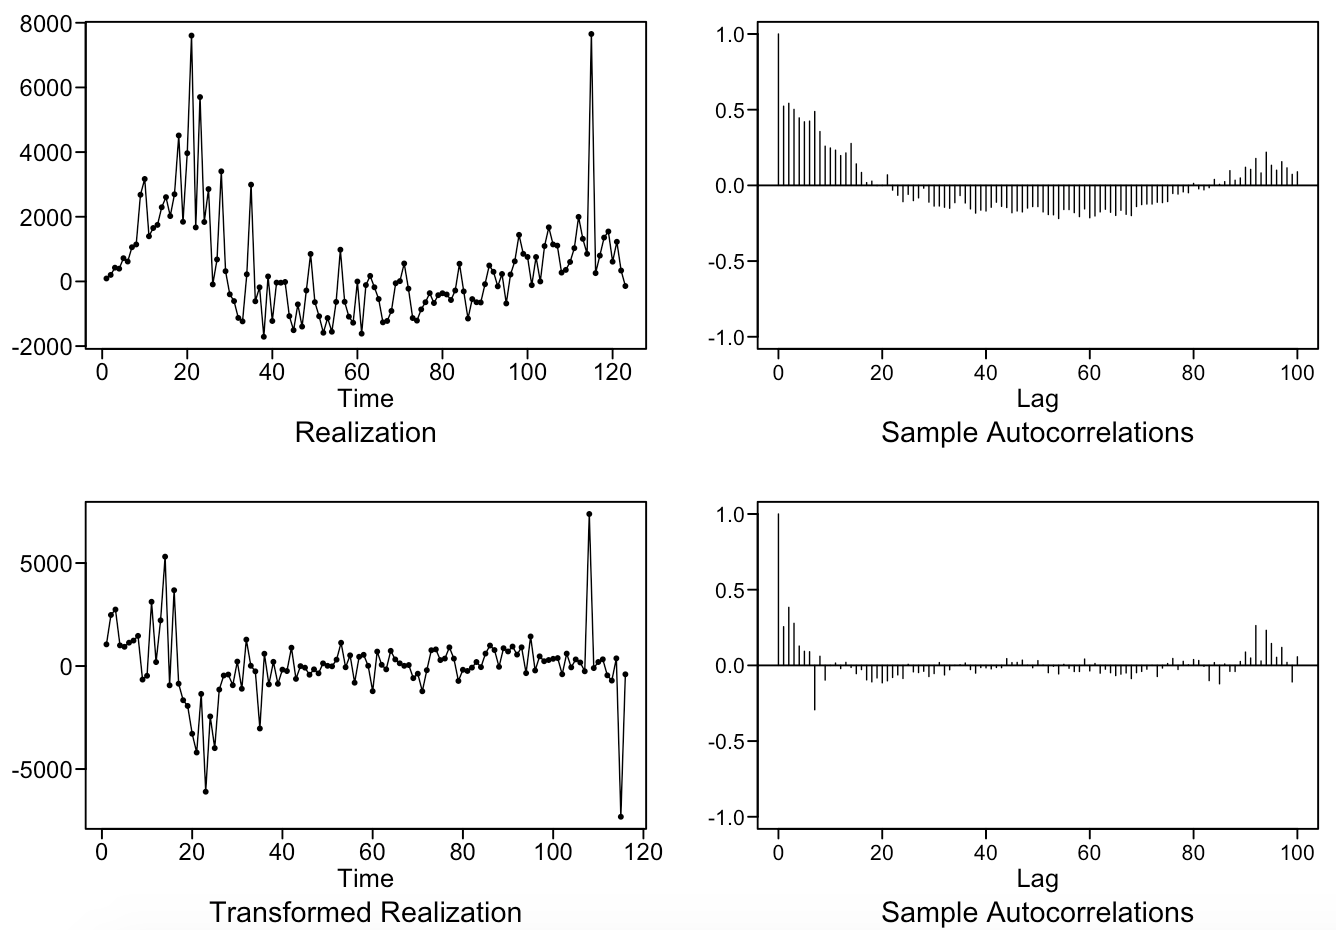 8000
6000
4000
2000
0
-2000
0 20 40 60 80 100 120
Time
Realization
1.0
0.5
0.0
-0.5
-1.0
0 20 40 60 80 100
Lag
Sample Autocorrelations
5000
0
-5000
0 20 40 60 80 100 120
Time
Transformed Realization
1.0
0.5
0.0
-0.5
-1.0
0 20 40 60 80 100
Lag
Sample Autocorrelations